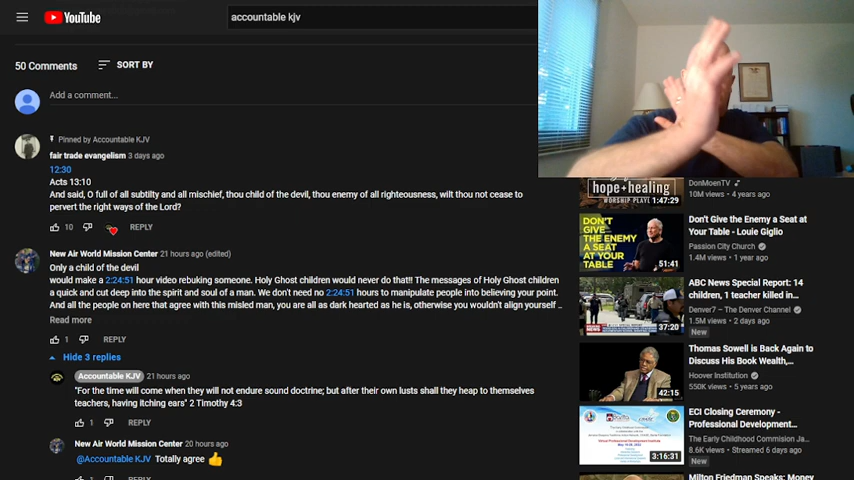 YouTube
accountable kjv
50 Comments
SORT BY
Add a comment...
Pinned by Accountable KJV
fair trade evangelism 3 days ago
12:30
Acts 13:10
And said, O full of all subtilty and all mischief, thou child of the devil, thou enemy of all righteousness, wilt thou not cease to
pervert the right ways of the Lord?
10
REPLY
New Air World Mission Center 21 hours ago (edited)
Only a child of the devil
would make a 2:24:51 hour video rebuking someone. Holy Ghost children would never do that!! The messages of Holy Ghost children
a quick and cut deep into the spirit and soul of a man. We don't need no 2:24:51 hours to manipulate people into believing your point.
And all the people on here that agree with this misled man, you are all as dark hearted as he is, otherwise you wouldn't align yourself ..
Read more
1
REPLY
Hide 3 replies
Accountable KJV 21 hours ago
"For the time will come when they will not endure sound doctrine; but after their own lusts shall they heap to themselves
teachers, having itching ears" 2 Timothy 4:3
1
REPLY
New Air World Mission Center 20 hours ago
@Accountable KJV Totally agree
REPLY
hope+healing
WORSHIP
1:47:29
DonMoenTV
10M views • 4 years ago
DON'T
GIVE
THE
ENEMY
A SEAT
AT YOUR
TABLE
51:41
Don't Give the Enemy a Seat at
Your Table - Louie Giglio
Passion City Church
1.4M views • 1 year ago
37:20
ABC News Special Report: 14
children, 1 teacher killed in...
Denver7 – The Denver Channel
1.5M views • 2 days ago
New
42:15
Thomas Sowell is Back Again to
Discuss His Book Wealth,...
Hoover Institution
550K views • 5 years ago
3:16:31
ECI Closing Ceremony -
Professional Development...
The Early Childhood Commission Ja...
8.6K views • Streamed 6 days ago
New
Milton Friedman Speaks: Money